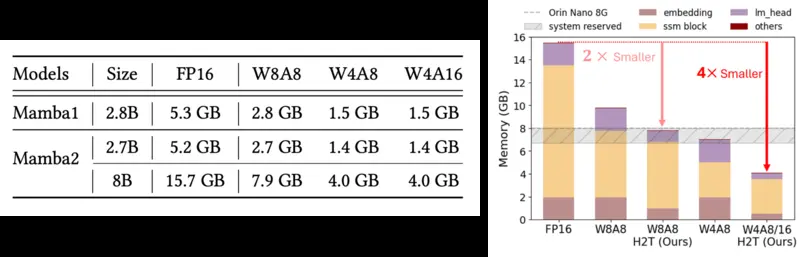 Models Size FP16 W8A8 W4A8 W4A16
Mamba1 2.8B 5.3 GB 2.8 GB 1.5 GB 1.5 GB
Mamba2 2.7B 5.2 GB 2.7 GB 1.4 GB 1.4 GB
8B 15.7 GB 7.9 GB 4.0 GB 4.0 GB
Orin Nano 8G embedding lm_head
system reserved ssm block others
Memory (GB)
16
14
12
10
8
6
4
2
0
2× Smaller
4× Smaller
FP16 W8A8 W8A8 W4A8 W4A8/16
H2T (Ours) H2T (Ours)